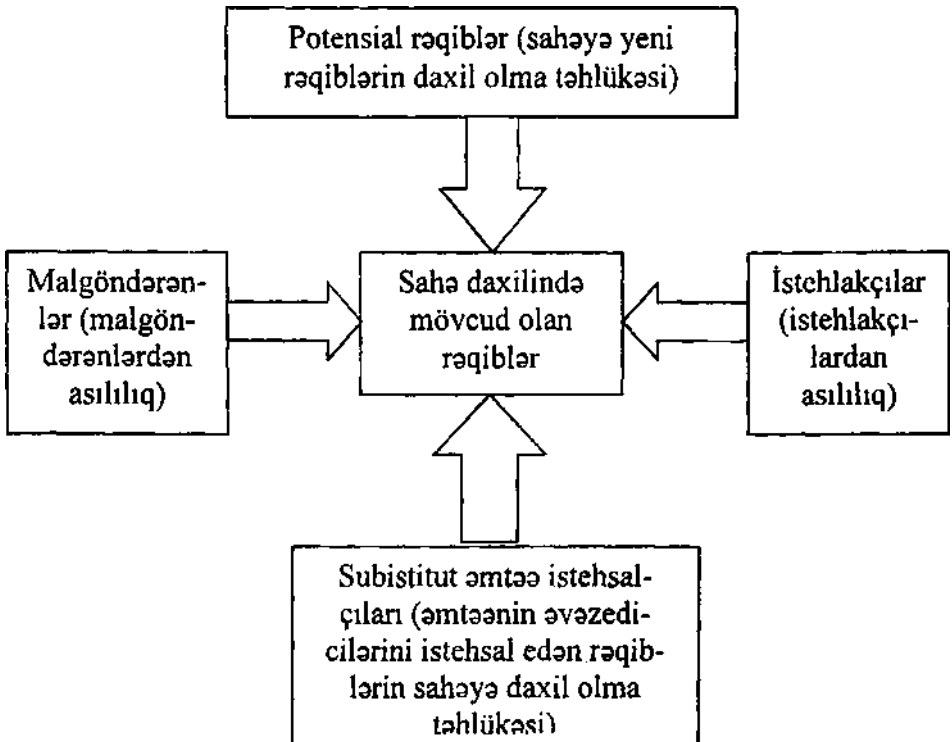 Potensial rəqiblər (sahəyə yeni
rəqiblərin daxil olma təhlükəsi)
Malgöndərən-
lər (malgön-
dərənlərdən
asılılıq)
Sahə daxilində
mövcud olan
rəqiblər
İstehlakçılar
(istehlakçı-
lardan
asılılıq)
Subistitut əmtəə istehsal-
çıları (əmtəənin əvəzedi-
cilərini istehsal edən rəqib-
lərin sahəyə daxil olma
təhlükəsi)